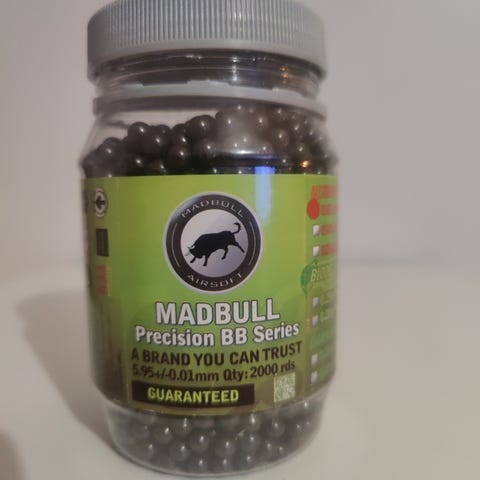 MADBULL
AIRSOFT
MADBULL
Precision BB Series
A BRAND YOU CAN TRUST
5.95+/-0.01mm Qty: 2000 rds
GUARANTEED